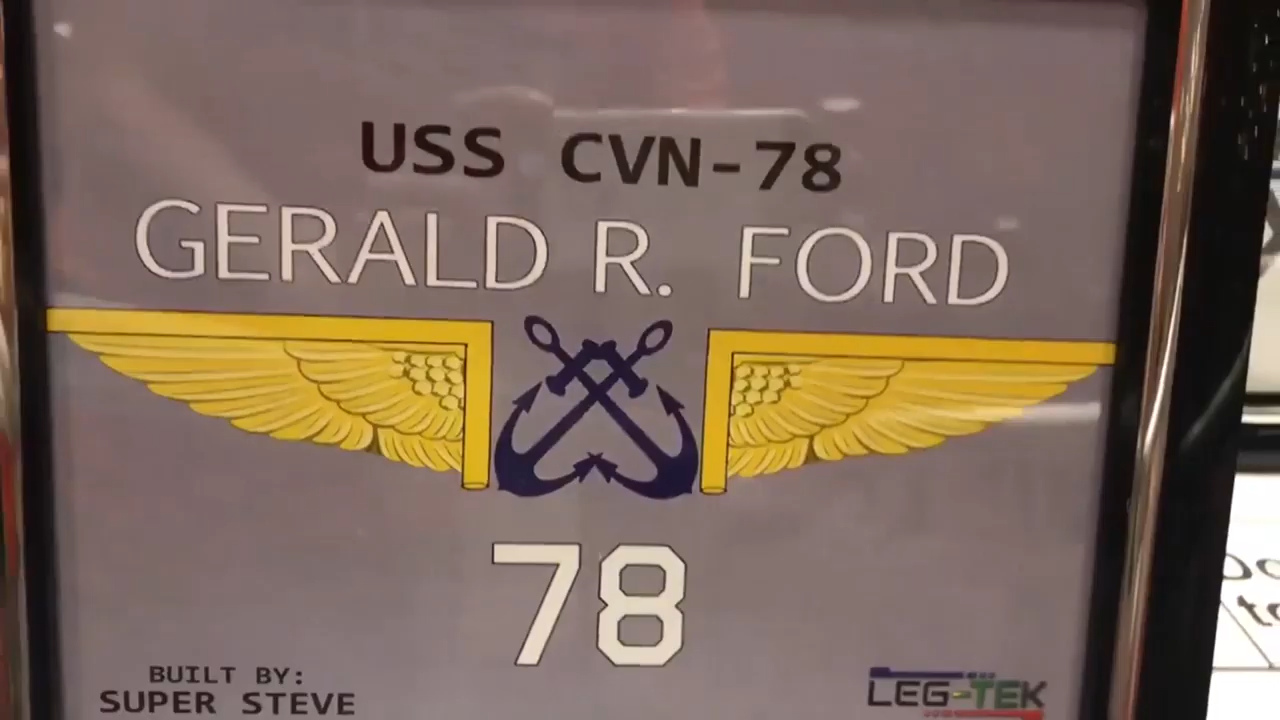 USS CVN-78
GERALD R. FORD
78
BUILT BY:
SUPER STEVE
LEG-TEK